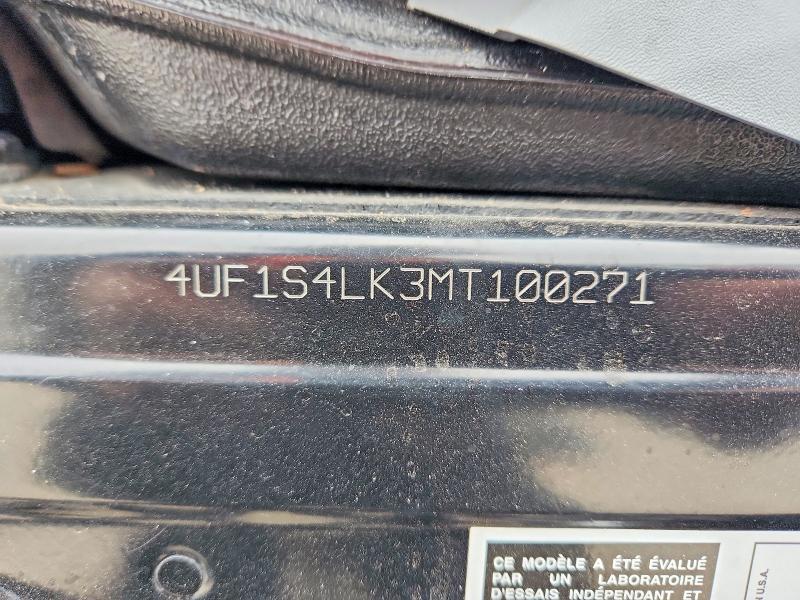 4UF1S4LK3MT100271
CE MODÈLE A ÉTÉ ÉVALUÉ
PAR UN LABORATOIRE
D'ESSAIS INDÉPENDANT ET
U.S.A.